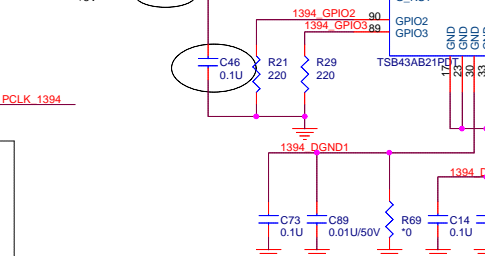 1394_GPIO2
90
GPIO2
1394_GPIO3
89
GPIO3
GND
GND
GND
GND
C46
0.1U
R21
220
R29
220
TSB43AB21PDT
17
23
30
33
PCLK_1394
1394_DGND1
C73
0.1U
C89
0.01U/50V
R69
*0
C14
0.1U